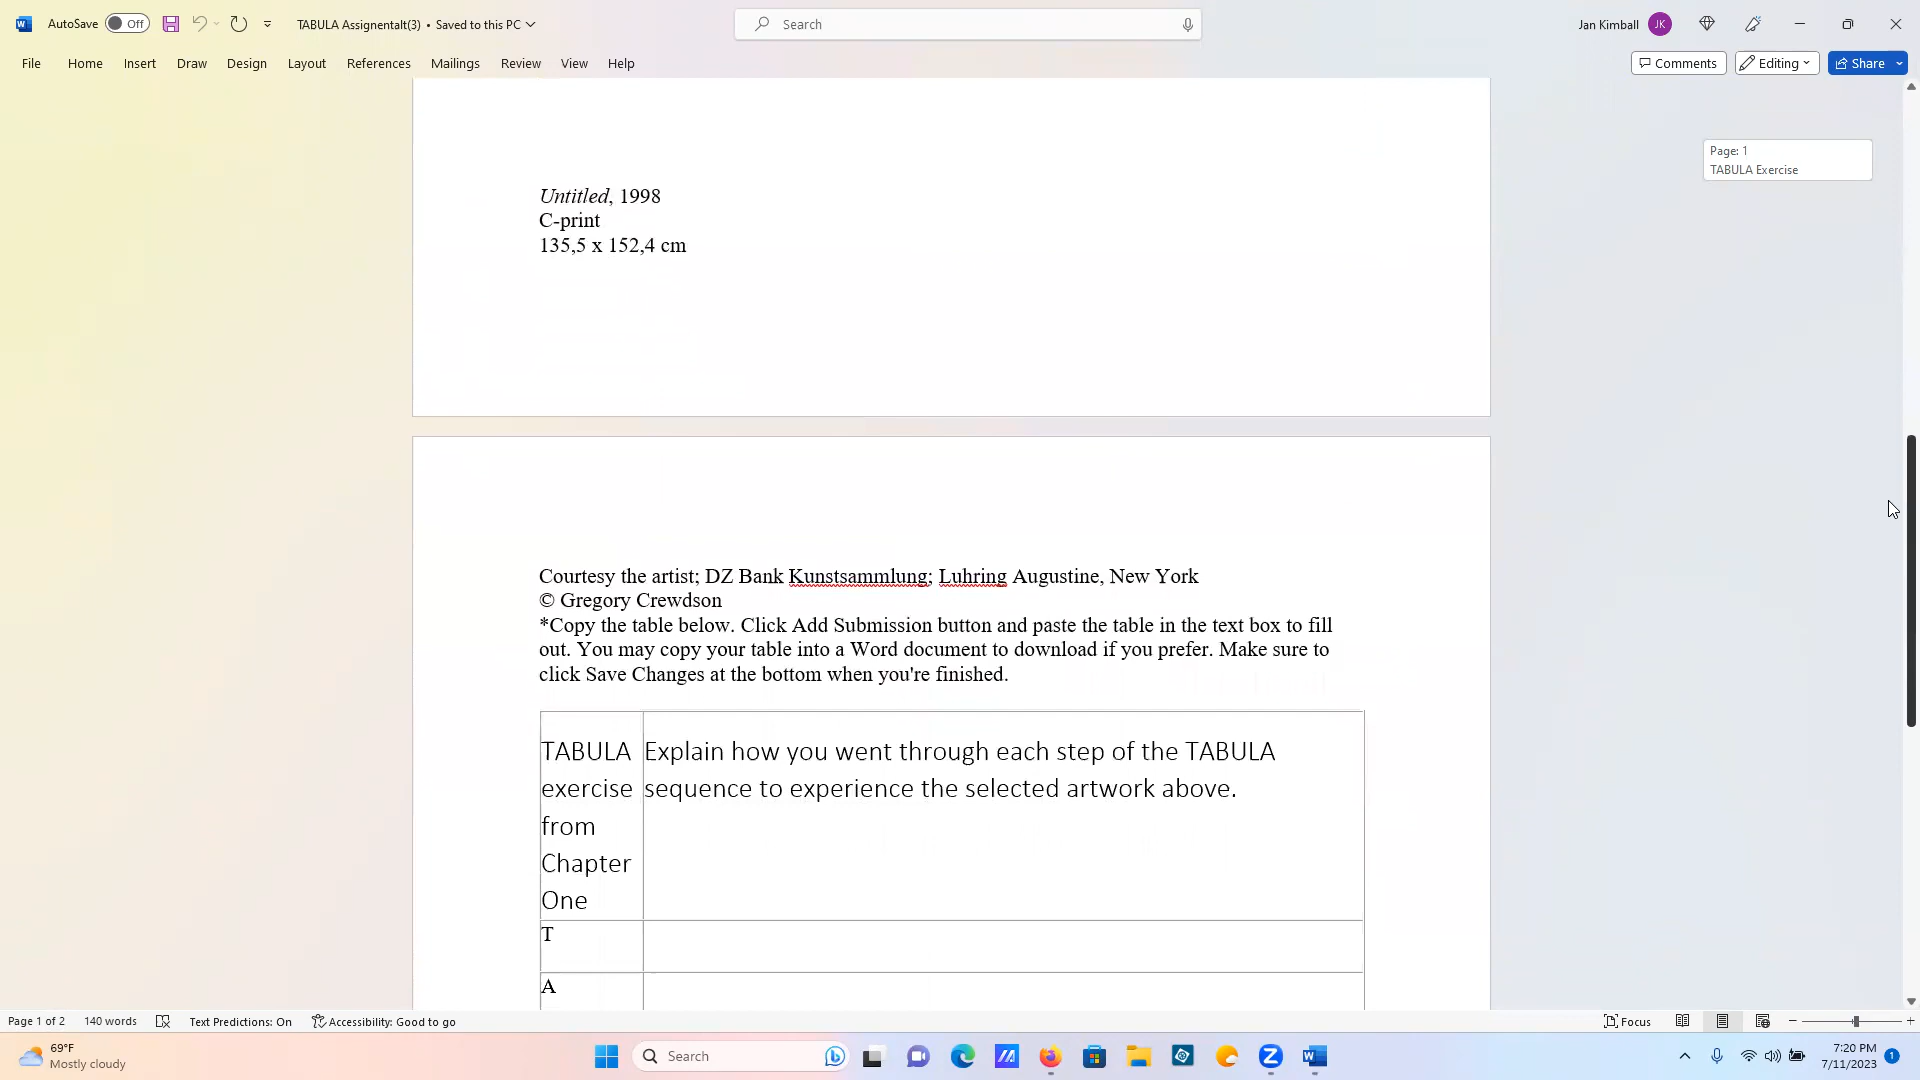 AutoSave Off TABULA Assignentalt(3) • Saved to this PC Search Jan Kimball JK
File Home Insert Draw Design Layout References Mailings Review View Help Comments Editing Share
Page: 1
TABULA Exercise
Untitled, 1998
C-print
135,5 x 152,4 cm
Courtesy the artist; DZ Bank Kunstsammlung; Luhring Augustine, New York
© Gregory Crewdson
*Copy the table below. Click Add Submission button and paste the table in the text box to fill
out. You may copy your table into a Word document to download if you prefer. Make sure to
click Save Changes at the bottom when you're finished.
TABULA Explain how you went through each step of the TABULA
exercise sequence to experience the selected artwork above.
from
Chapter
One
T
A
Page 1 of 2 140 words Text Predictions: On Accessibility: Good to go Focus
69°F
Mostly cloudy
Search
7:20 PM
7/11/2023
1